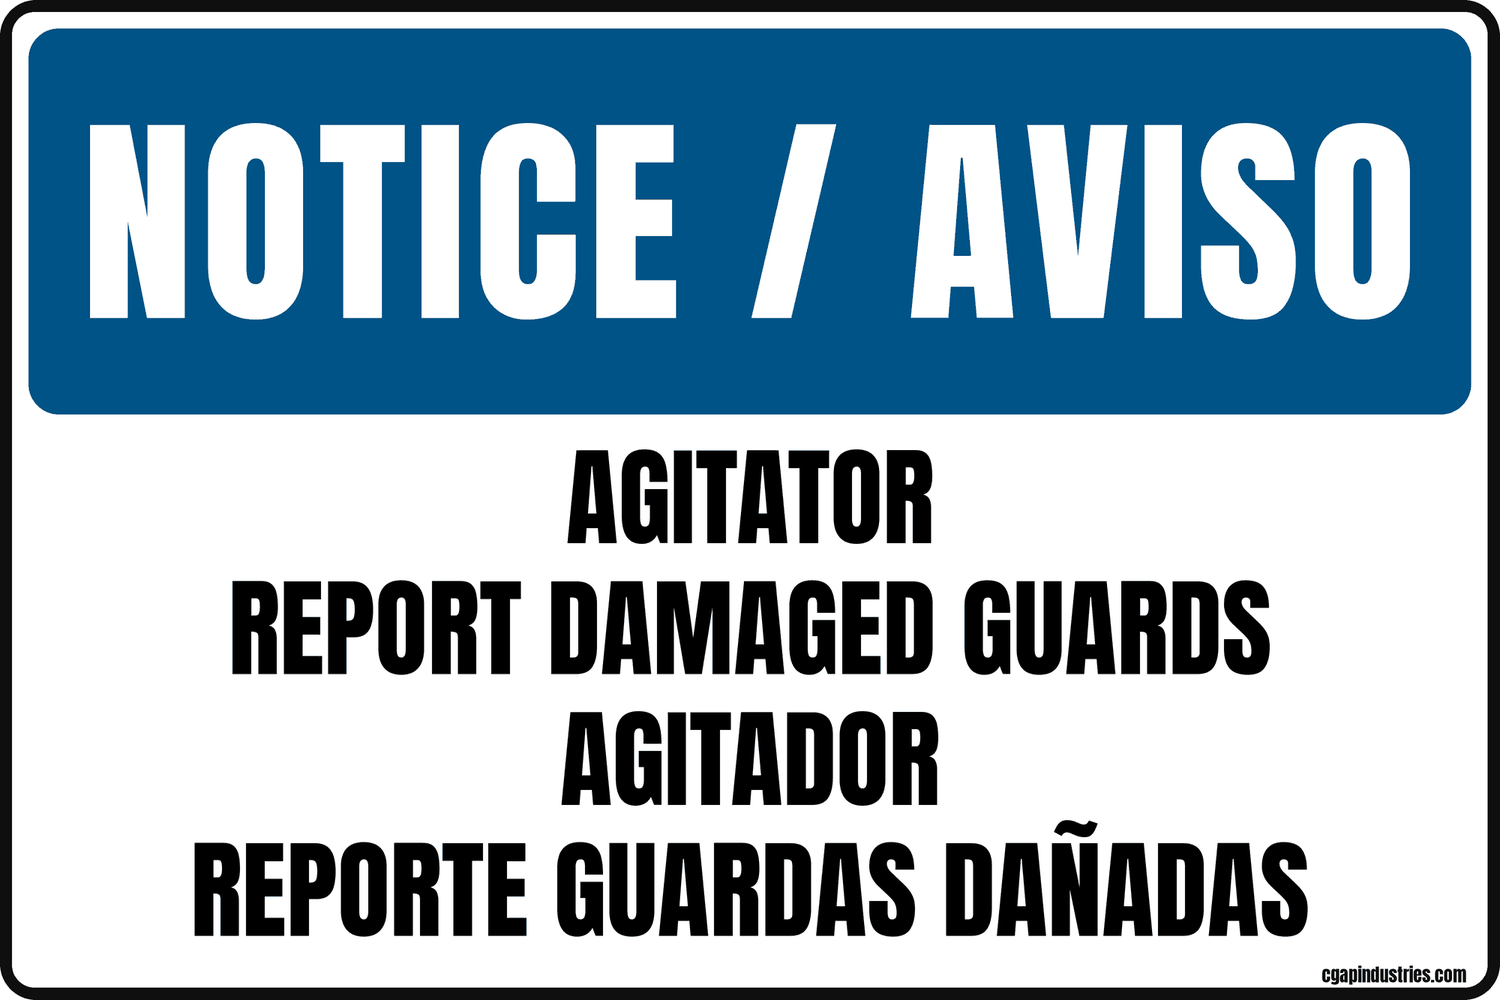 NOTICE / AVISO
AGITATOR
REPORT DAMAGED GUARDS
AGITADOR
REPORTE GUARDAS DAÑADAS
cgapindustries.com